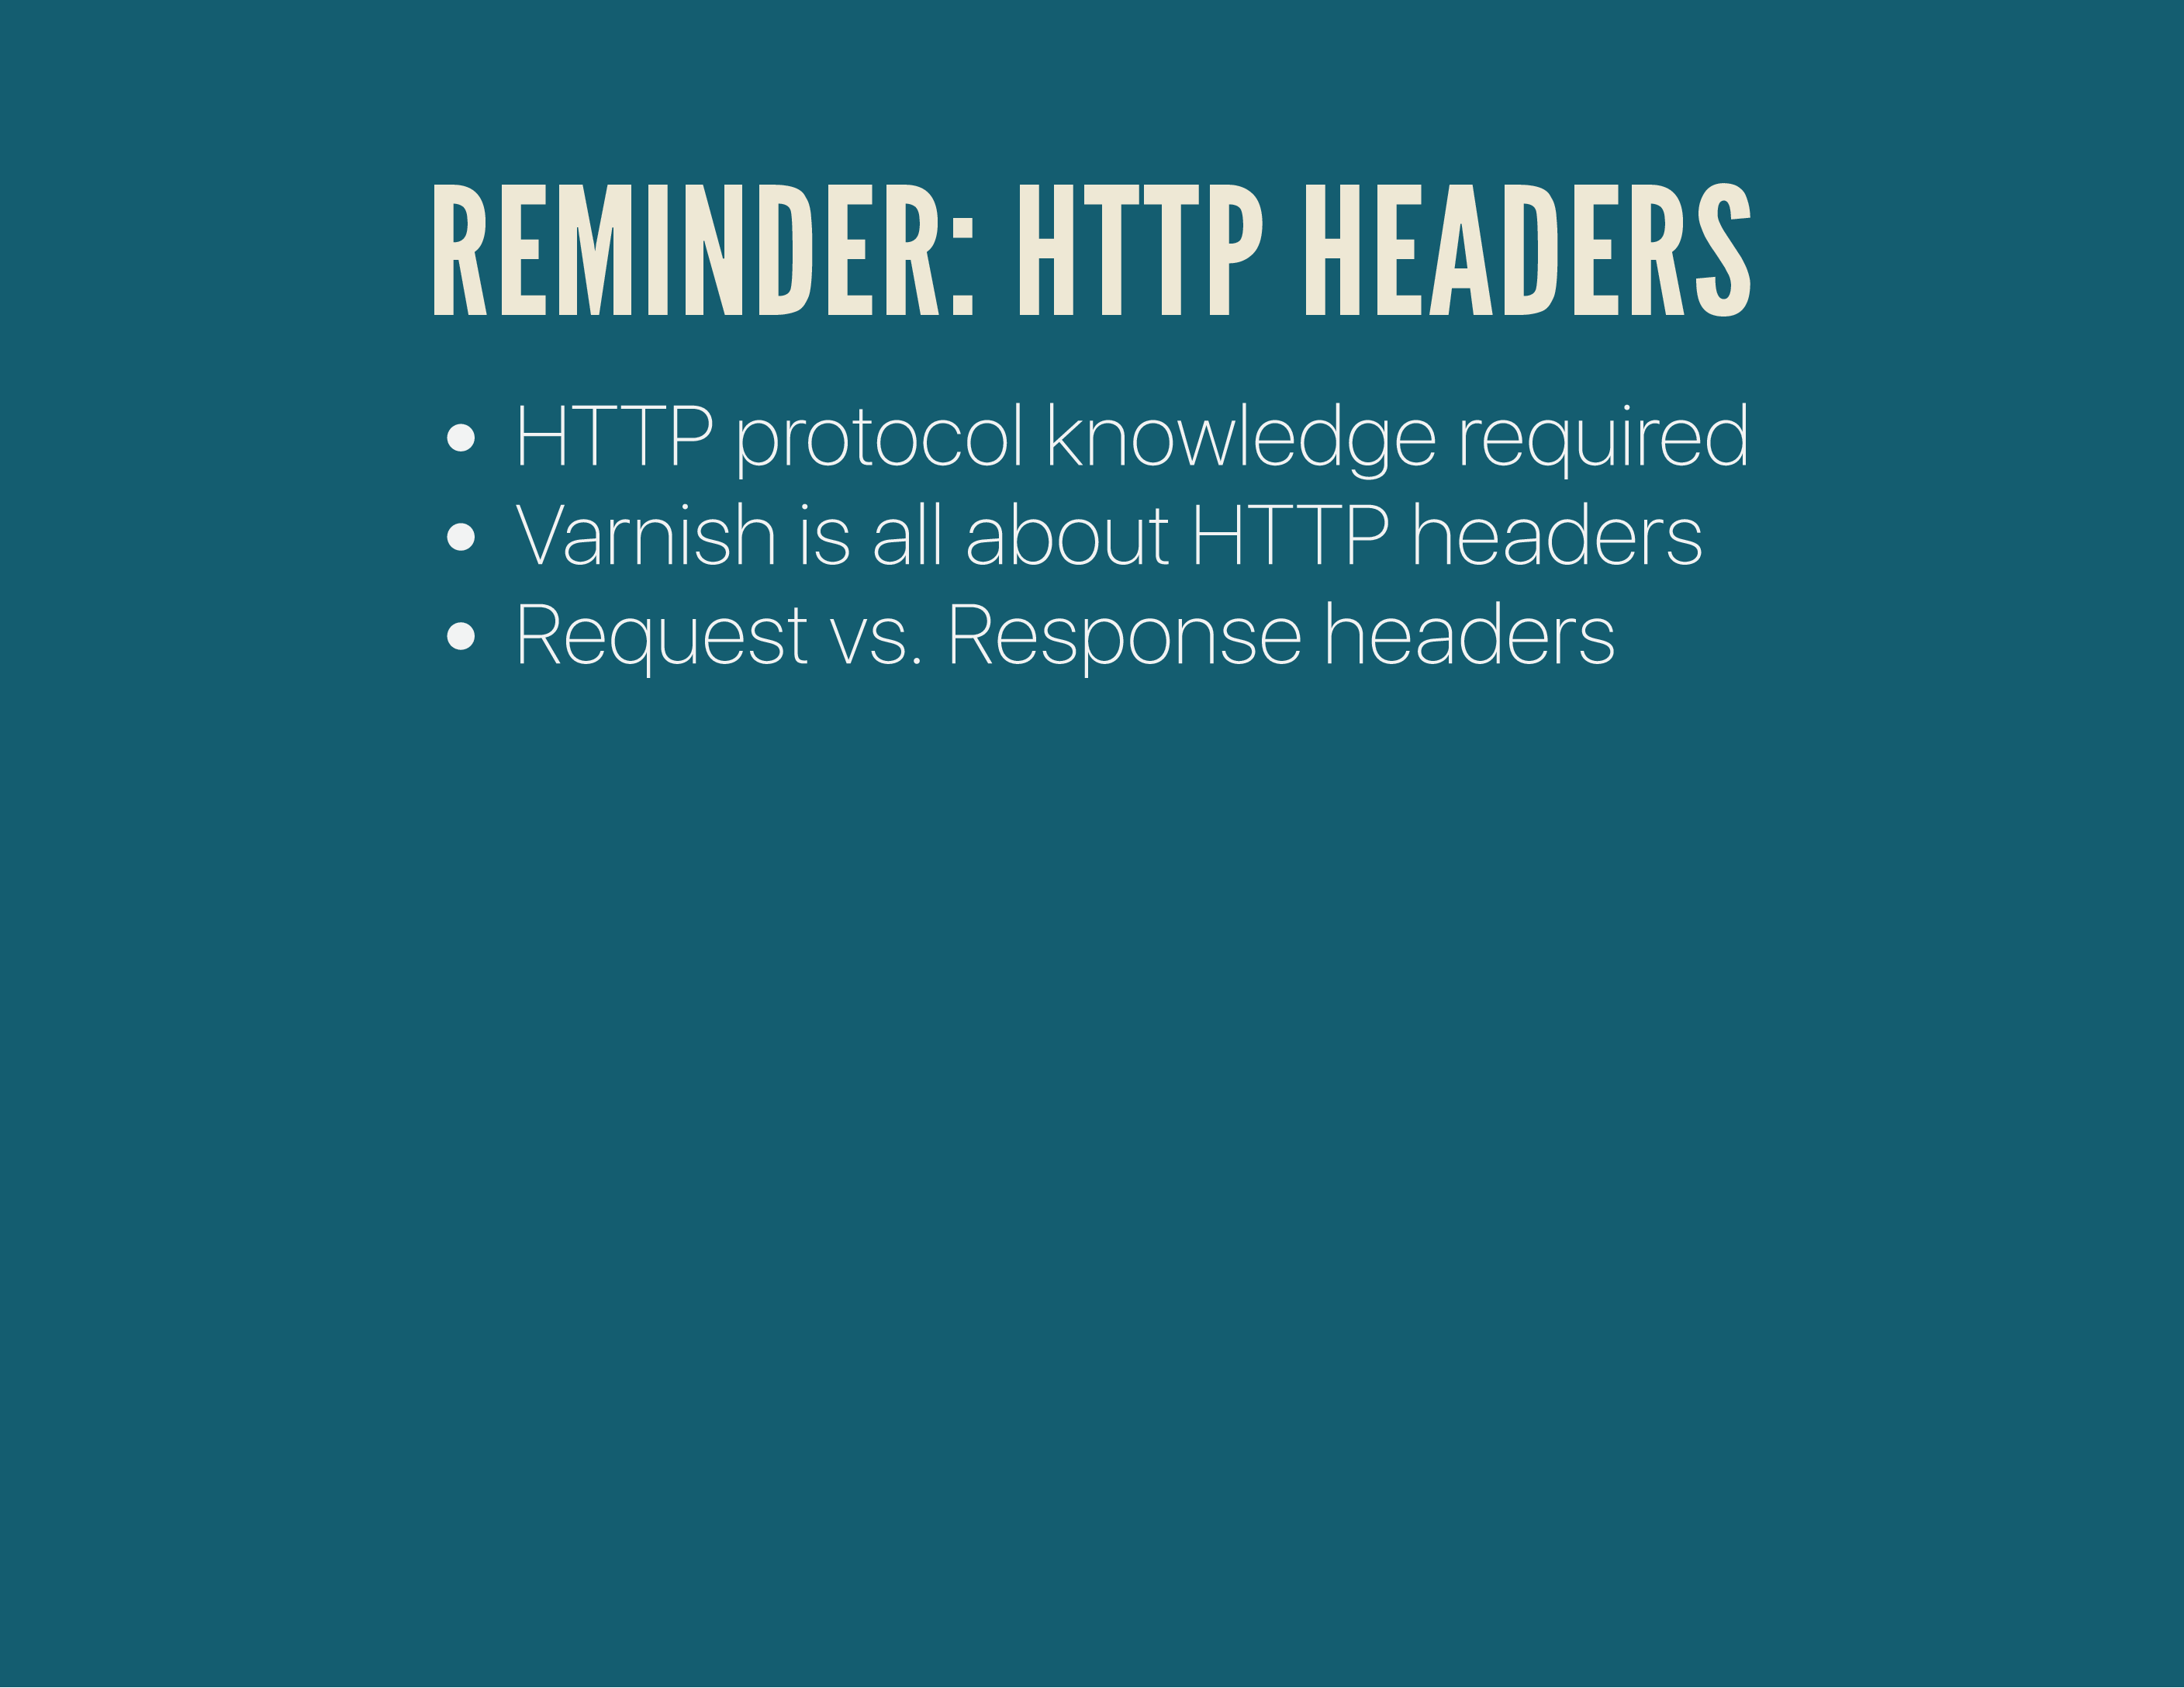 REMINDER: HTTP HEADERS
• HTTP protocol knowledge required
• Varnish is all about HTTP headers
• Request vs. Response headers